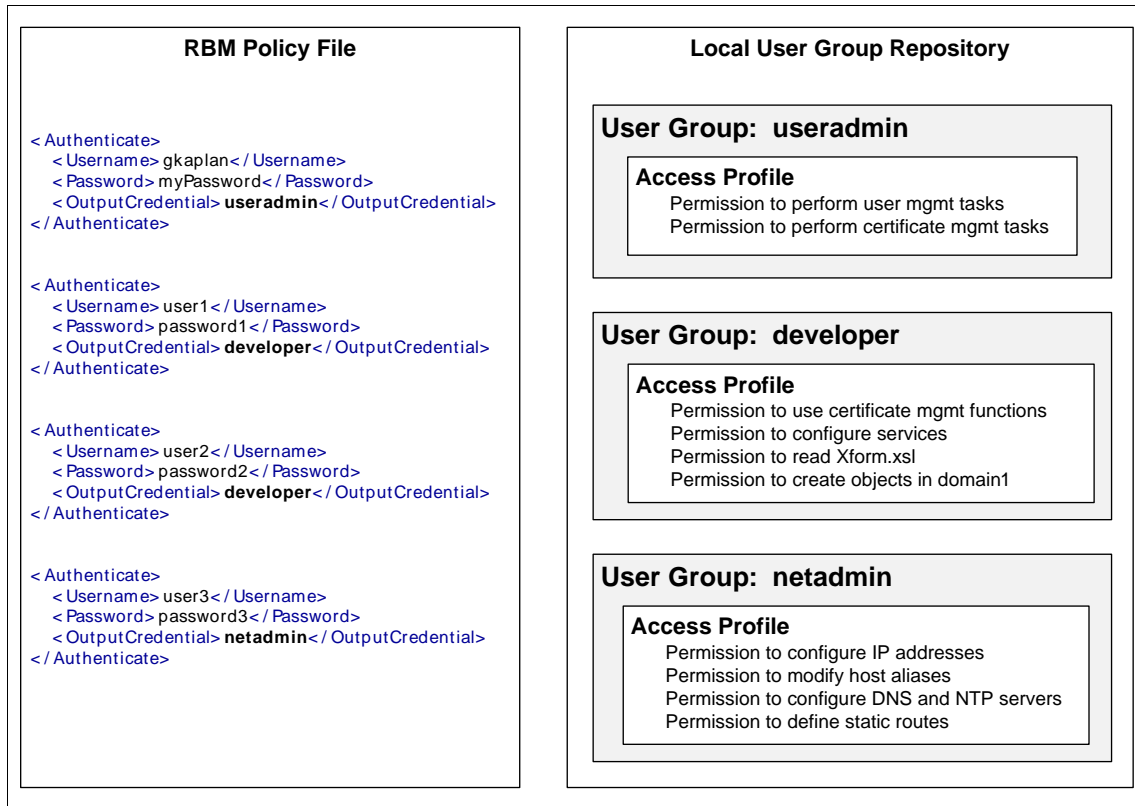 RBM Policy File
<Authenticate>
<Username>gkaplan</Username>
<Password>myPassword</Password>
<OutputCredential>useradmin</OutputCredential>
</Authenticate>
<Authenticate>
<Username>user1</Username>
<Password>password1</Password>
<OutputCredential>developer</OutputCredential>
</Authenticate>
<Authenticate>
<Username>user2</Username>
<Password>password2</Password>
<OutputCredential>developer</OutputCredential>
</Authenticate>
<Authenticate>
<Username>user3</Username>
<Password>password3</Password>
<OutputCredential>netadmin</OutputCredential>
</Authenticate>
Local User Group Repository
User Group: useradmin
Access Profile
Permission to perform user mgmt tasks
Permission to perform certificate mgmt tasks
User Group: developer
Access Profile
Permission to use certificate mgmt functions
Permission to configure services
Permission to read Xform.xsl
Permission to create objects in domain1
User Group: netadmin
Access Profile
Permission to configure IP addresses
Permission to modify host aliases
Permission to configure DNS and NTP servers
Permission to define static routes